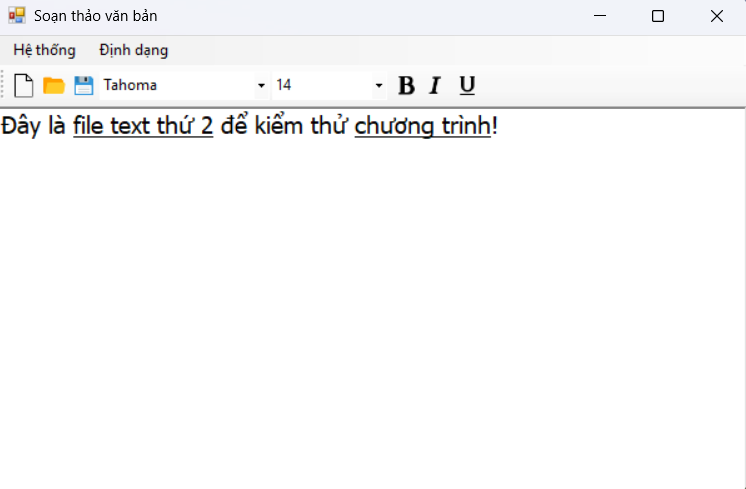 Soạn thảo văn bản
Hệ thống Định dạng
Tahoma 14 B I U
Đây là file text thứ 2 để kiểm thử chương trình!